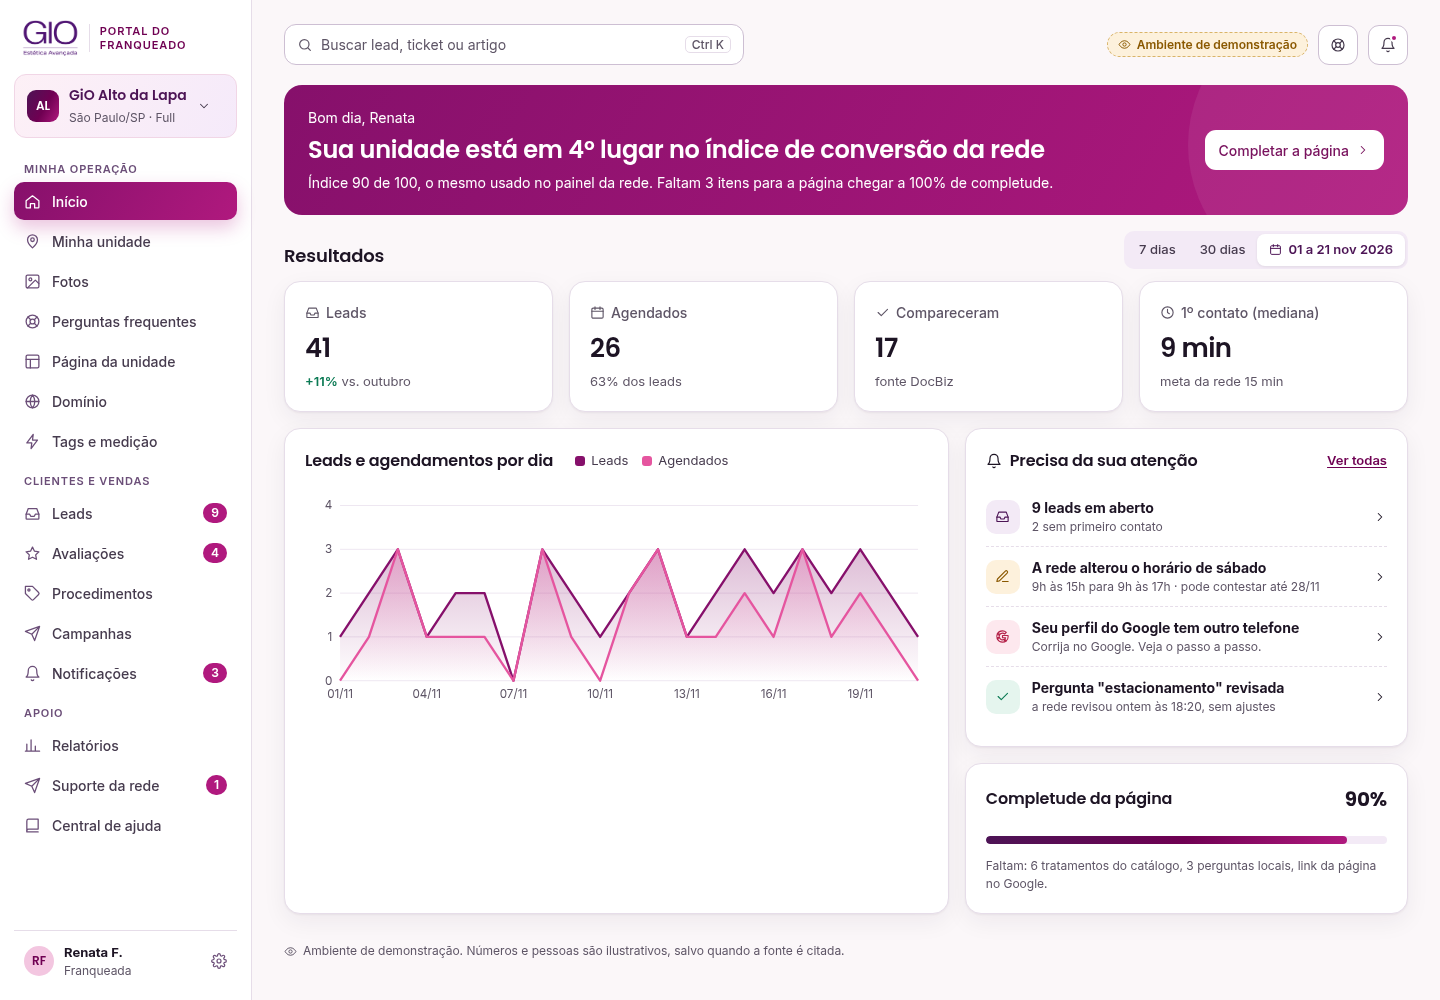 GIO
Estética Avançada
PORTAL DO
FRANQUEADO
AL
GiO Alto da Lapa
São Paulo/SP · Full
MINHA OPERAÇÃO
Início
Minha unidade
Fotos
Perguntas frequentes
Página da unidade
Domínio
Tags e medição
CLIENTES E VENDAS
Leads 9
Avaliações 4
Procedimentos
Campanhas
Notificações 3
APOIO
Relatórios
Suporte da rede 1
Central de ajuda
RF
Renata F.
Franqueada
Buscar lead, ticket ou artigo Ctrl K
Ambiente de demonstração
Bom dia, Renata
Sua unidade está em 4º lugar no índice de conversão da rede
Índice 90 de 100, o mesmo usado no painel da rede. Faltam 3 itens para a página chegar a 100% de completude.
Completar a página
Resultados
7 dias 30 dias 01 a 21 nov 2026
Leads
41
+11% vs. outubro
Agendados
26
63% dos leads
Compareceram
17
fonte DocBiz
1º contato (mediana)
9 min
meta da rede 15 min
Leads e agendamentos por dia Leads Agendados
4
3
2
1
0
01/11 04/11 07/11 10/11 13/11 16/11 19/11
Precisa da sua atenção Ver todas
9 leads em aberto
2 sem primeiro contato
A rede alterou o horário de sábado
9h às 15h para 9h às 17h · pode contestar até 28/11
Seu perfil do Google tem outro telefone
Corrija no Google. Veja o passo a passo.
Pergunta "estacionamento" revisada
a rede revisou ontem às 18:20, sem ajustes
Completude da página 90%
Faltam: 6 tratamentos do catálogo, 3 perguntas locais, link da página
no Google.
Ambiente de demonstração. Números e pessoas são ilustrativos, salvo quando a fonte é citada.